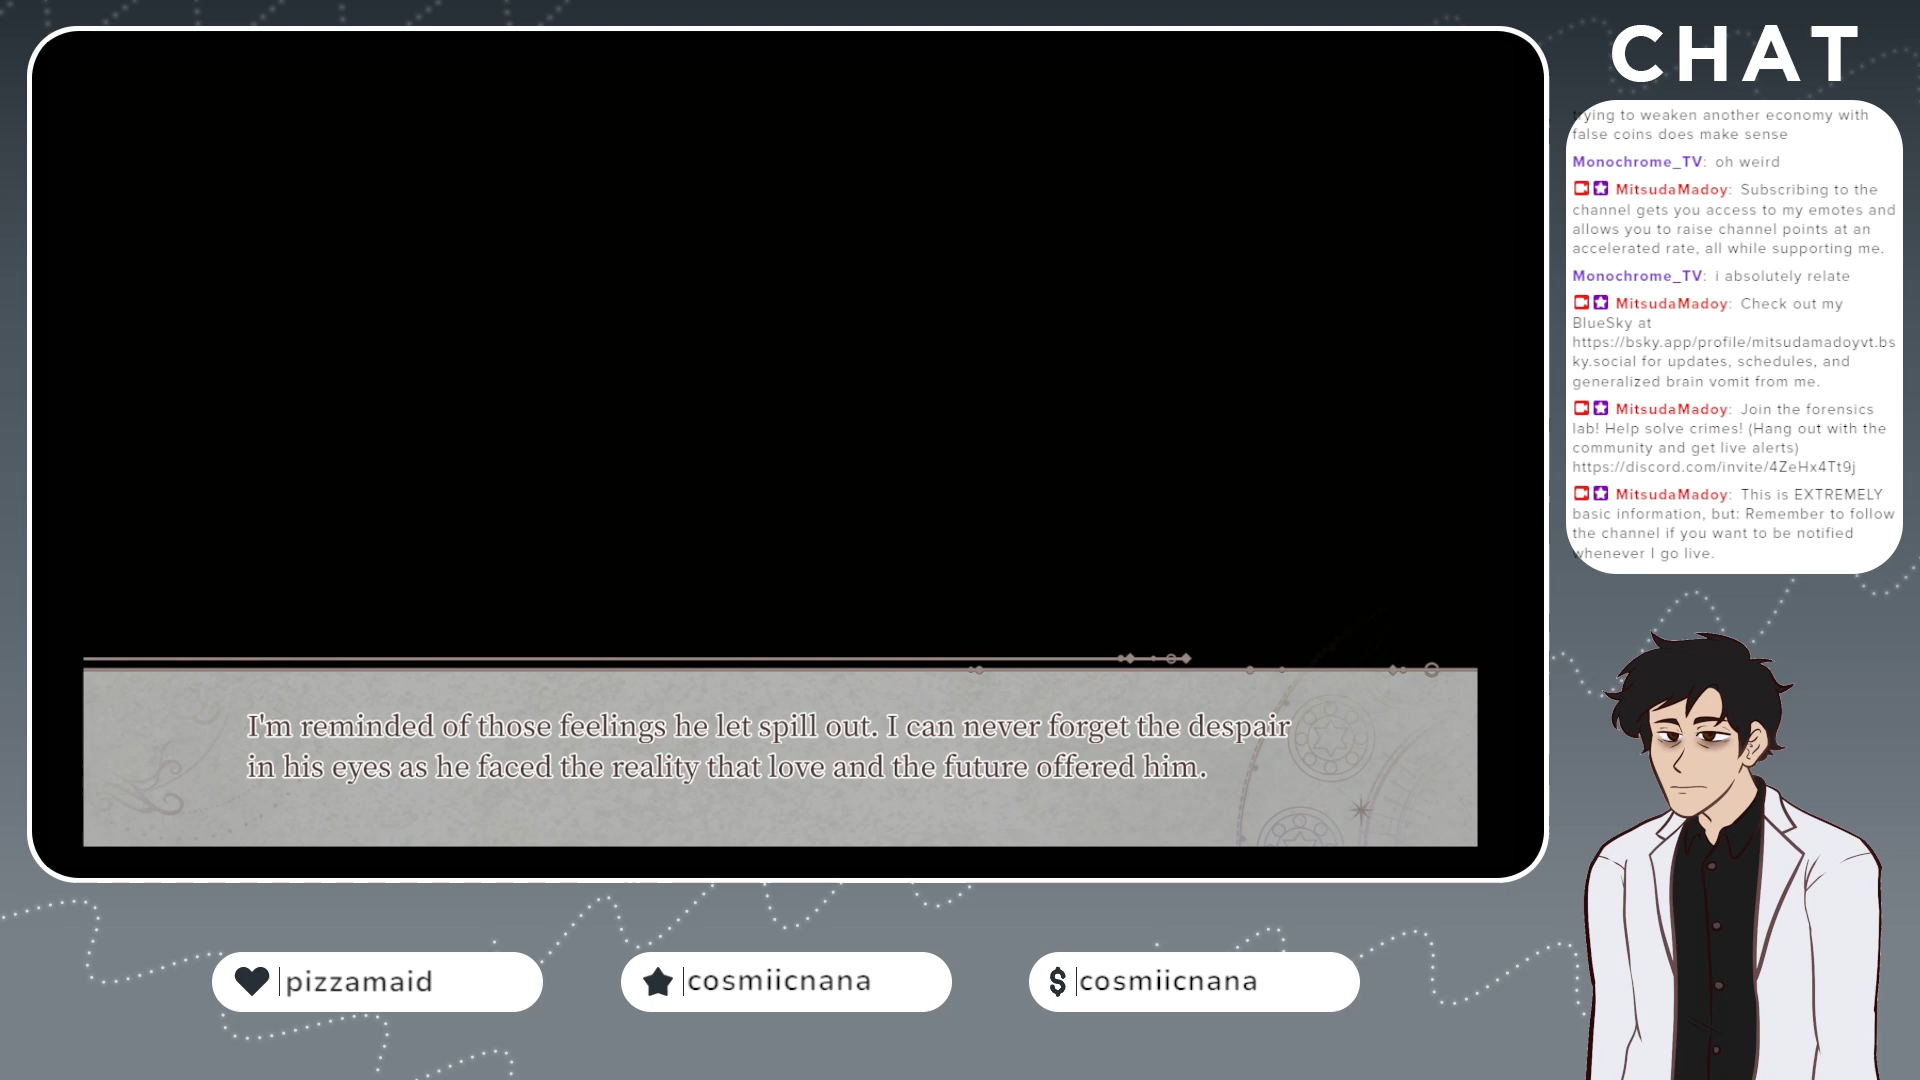 CHAT
trying to weaken another economy with
false coins does make sense
Monochrome_TV: oh weird
MitsudaMadoy: Subscribing to the
channel gets you access to my emotes and
allows you to raise channel points at an
accelerated rate, all while supporting me.
Monochrome_TV: i absolutely relate
MitsudaMadoy: Check out my
BlueSky at
https://bsky.app/profile/mitsudamadoyvt.bs
ky.social for updates, schedules, and
generalized brain vomit from me.
MitsudaMadoy: Join the forensics
lab! Help solve crimes! (Hang out with the
community and get live alerts)
https://discord.com/invite/4ZeHx4Tt9j
MitsudaMadoy: This is EXTREMELY
basic information, but: Remember to follow
the channel if you want to be notified
whenever I go live.
I'm reminded of those feelings he let spill out. I can never forget the despair
in his eyes as he faced the reality that love and the future offered him.
pizzamaid
cosmiicnana
$ cosmiicnana